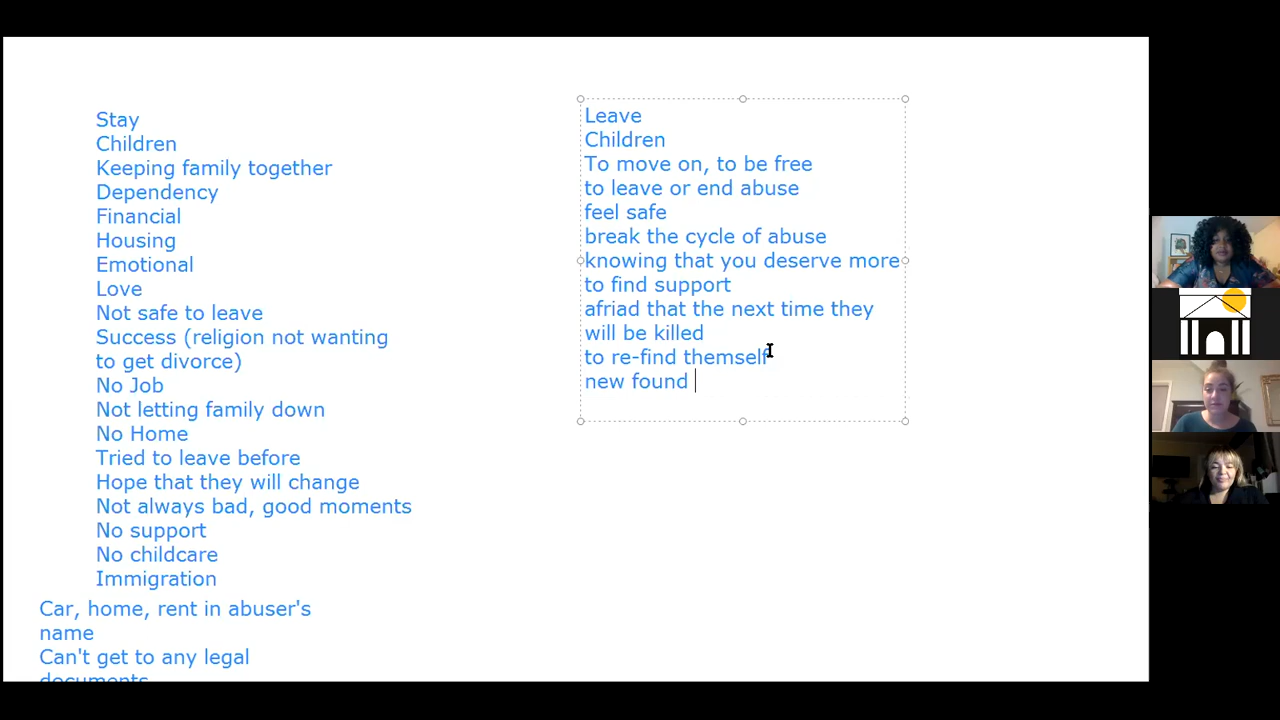 Stay
Children
Keeping family together
Dependency
Financial
Housing
Emotional
Love
Not safe to leave
Success (religion not wanting
to get divorce)
No Job
Not letting family down
No Home
Tried to leave before
Hope that they will change
Not always bad, good moments
No support
No childcare
Immigration
Car, home, rent in abuser's
name
Can't get to any legal
documents
Leave
Children
To move on, to be free
to leave or end abuse
feel safe
break the cycle of abuse
knowing that you deserve more
to find support
afriad that the next time they
will be killed
to re-find themself
new found